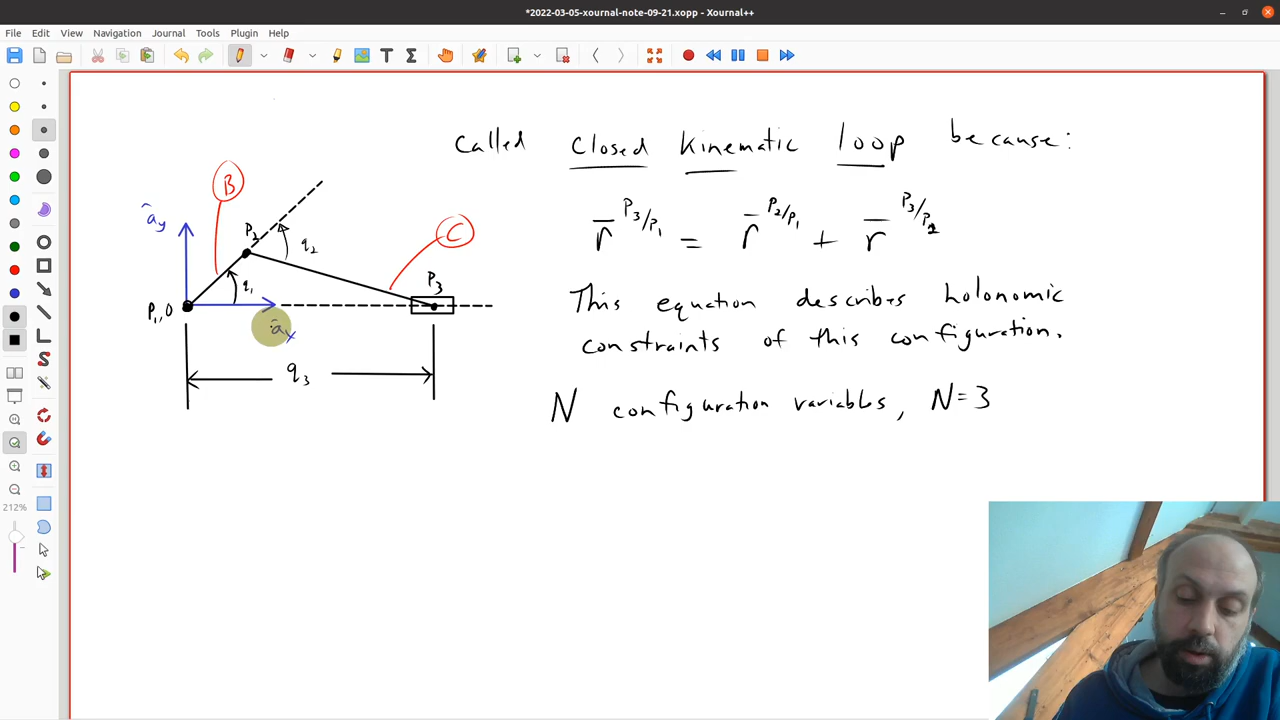 *2022-03-05-xournal-note-09-21.xopp - Xournal++
File Edit View Navigation Journal Tools Plugin Help
Called closed kinematic loop because:
r̄^P₃/P₁ = r̄^P₂/P₁ + r̄^P₃/P₂
This equation describes holonomic
constraints of this configuration.
N configuration variables, N=3
B
C
âᵧ
P₂
q₂
q₁
P₃
P₁,O
âₓ
q₃
212%